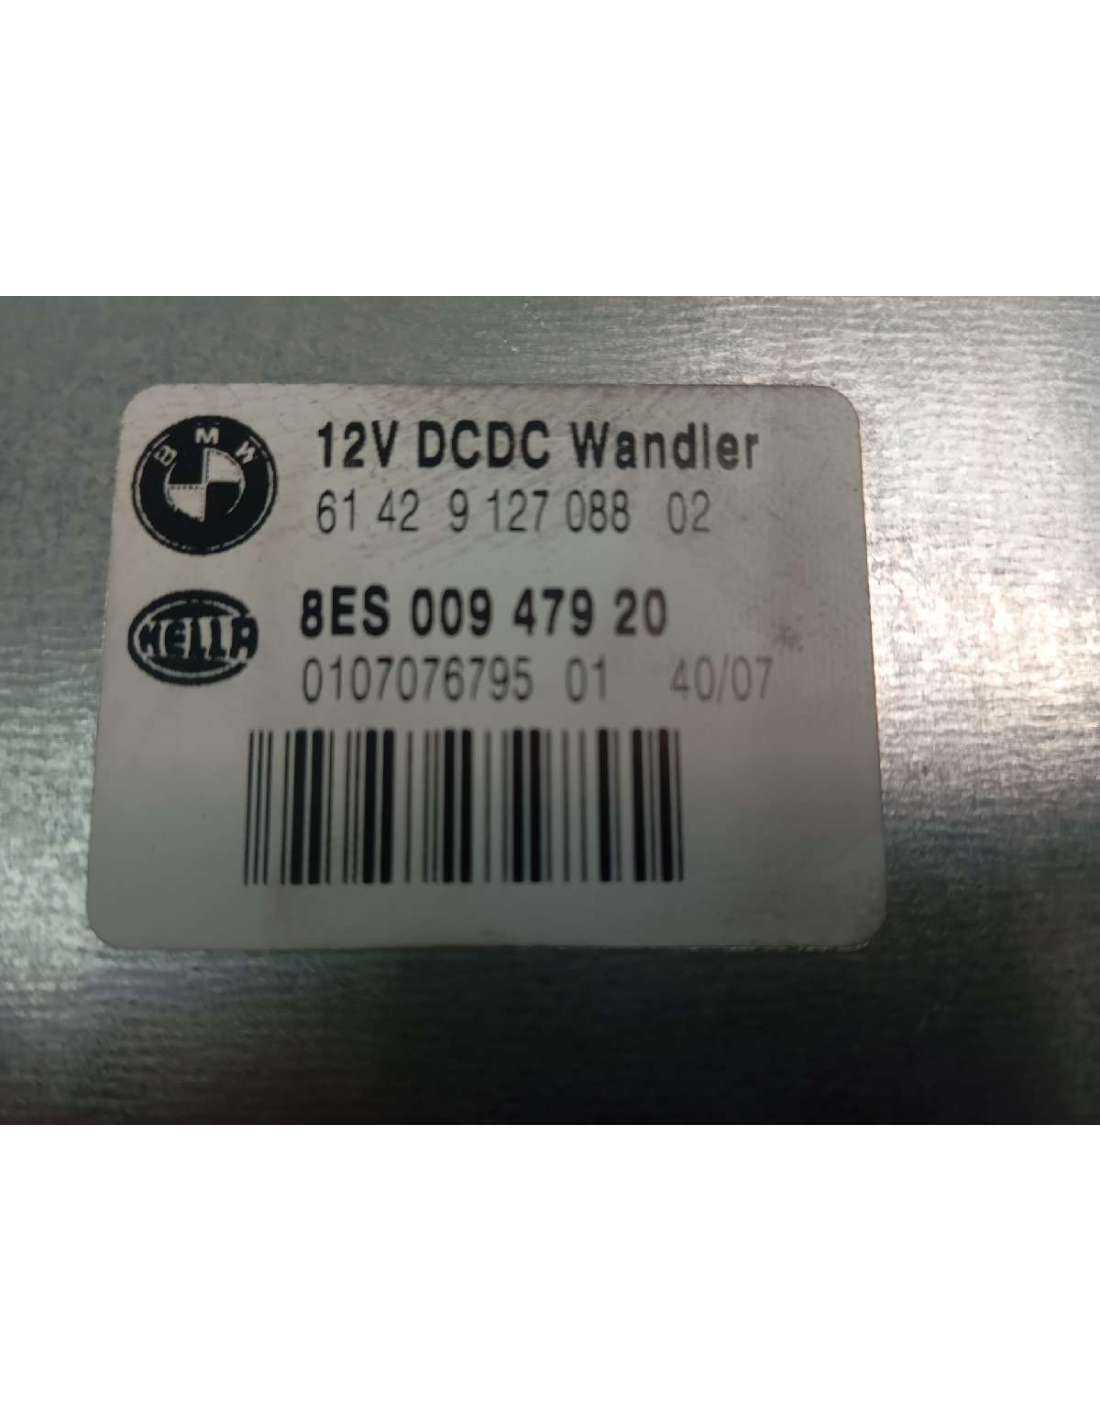 BMW
12V DCDC Wandler
61 42 9 127 088 02
8ES 009 479 20
HELLA
0107076795 01 40/07